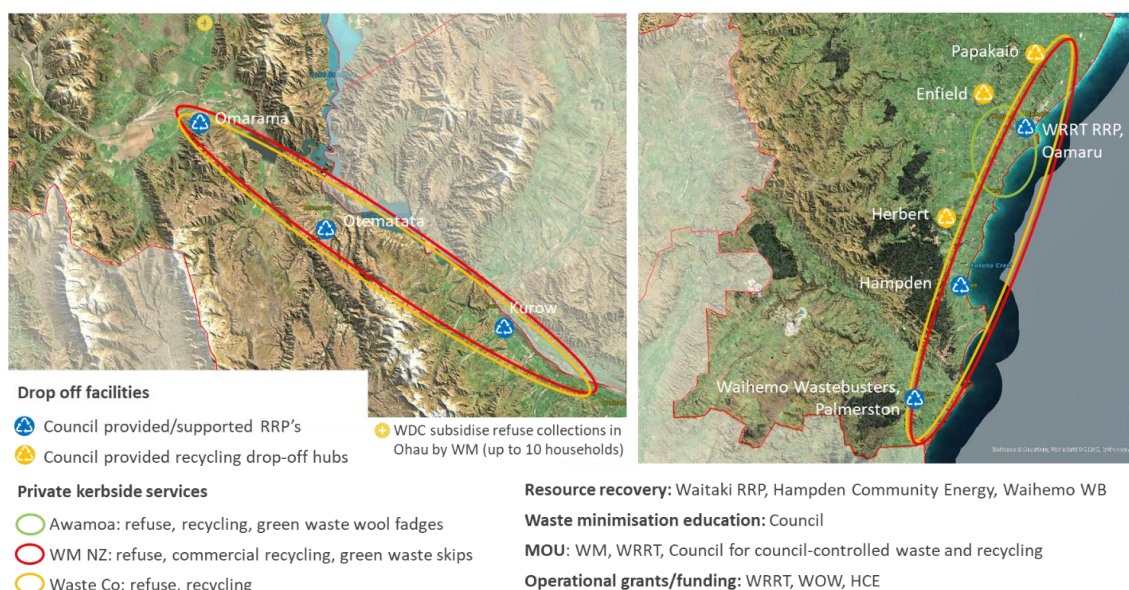 Omarama
Otematata
Kurow
Papakaio
Enfield
WRRT RRP,
Oamaru
Herbert
Hampden
Waihemo Wastebusters,
Palmerston
Drop off facilities
Council provided/supported RRP's
Council provided recycling drop-off hubs
WDC subsidise refuse collections in
Ohau by WM (up to 10 households)
Private kerbside services
Awamoa: refuse, recycling, green waste wool fadges
WM NZ: refuse, commercial recycling, green waste skips
Waste Co: refuse, recycling
Resource recovery: Waitaki RRP, Hampden Community Energy, Waihemo WB
Waste minimisation education: Council
MOU: WM, WRRT, Council for council-controlled waste and recycling
Operational grants/funding: WRRT, WOW, HCE